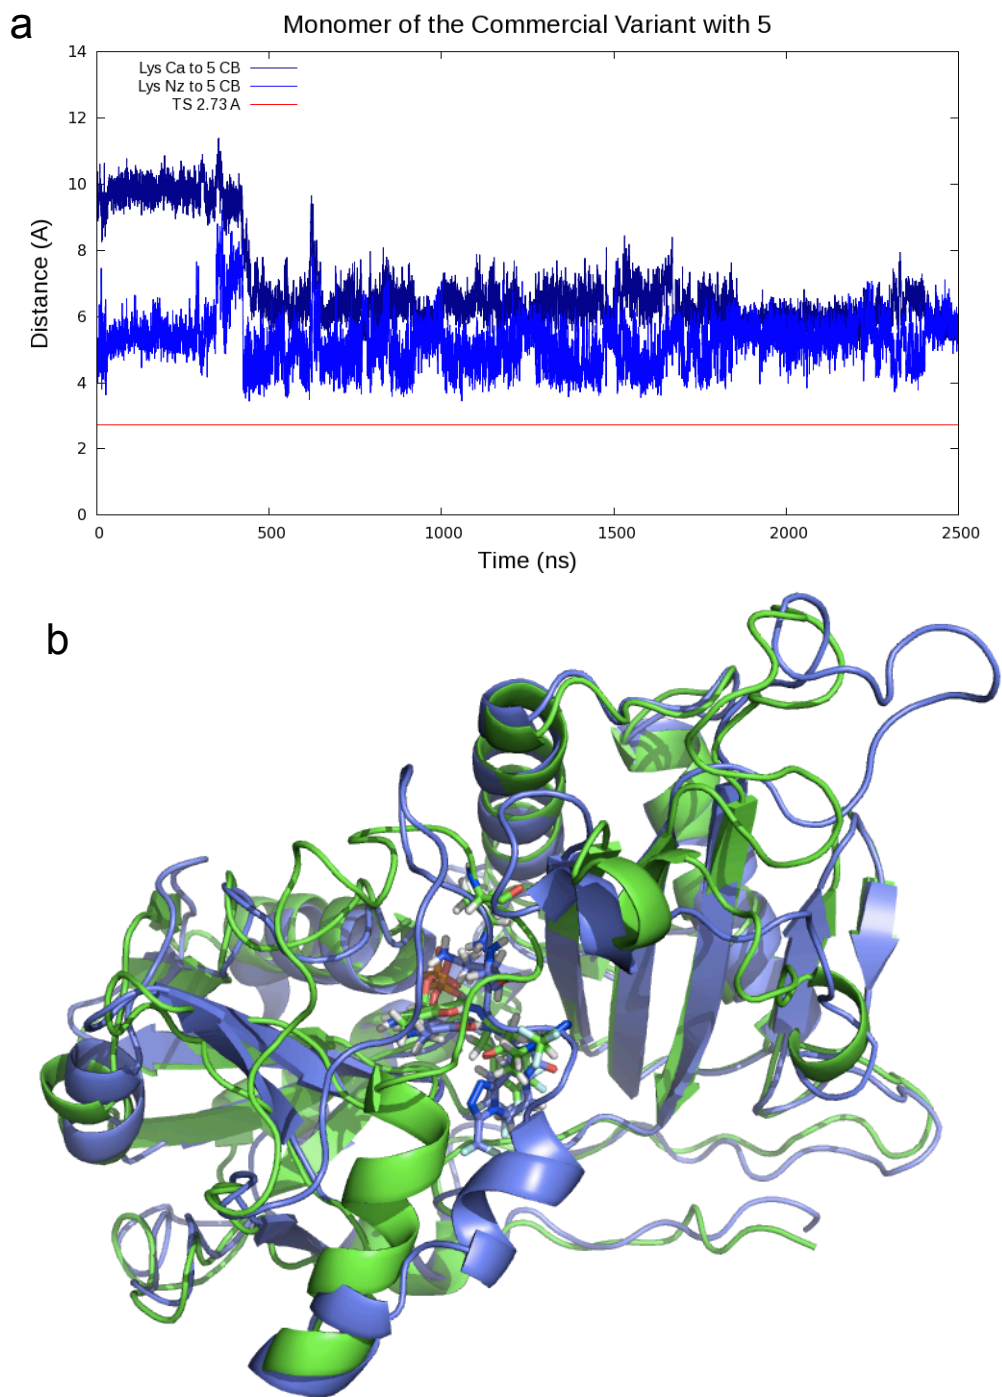 a
Monomer of the Commercial Variant with 5
14
Lys Ca to 5 CB
Lys Nz to 5 CB
TS 2.73 A
12
10
8
6
4
2
0
Distance (A)
0 500 1000 1500 2000 2500
Time (ns)
b